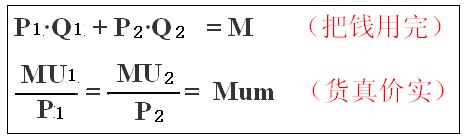 P₁·Q₁ + P₂·Q₂ = M （把钱用完）
MU₁/P₁ = MU₂/P₂ = Mum （货真价实）